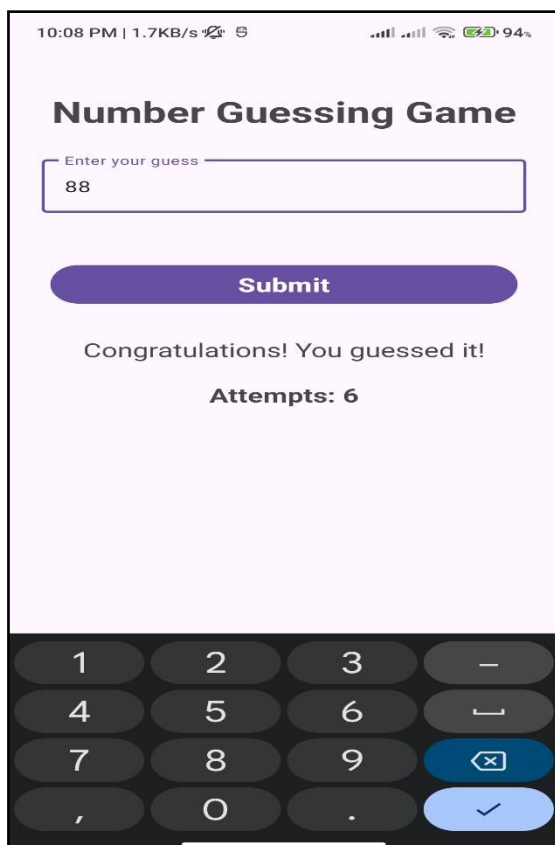 10:08 PM | 1.7KB/s 94%
Number Guessing Game
Enter your guess
88
Submit
Congratulations! You guessed it!
Attempts: 6
1 2 3 –
4 5 6
7 8 9
, 0 .